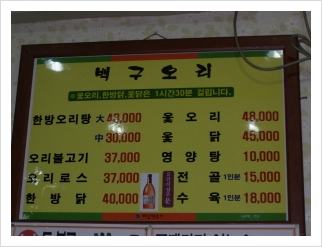 백구오리
옻오리,한방닭,옻닭은 1시간30분 걸립니다.
한방오리탕 大 43,000 옻오리 48,000
中 30,000 옻닭 45,000
오리불고기 37,000 영양탕 10,000
오리로스 37,000 전골 1인분 15,000
한방닭 40,000 수육 1인분 18,000